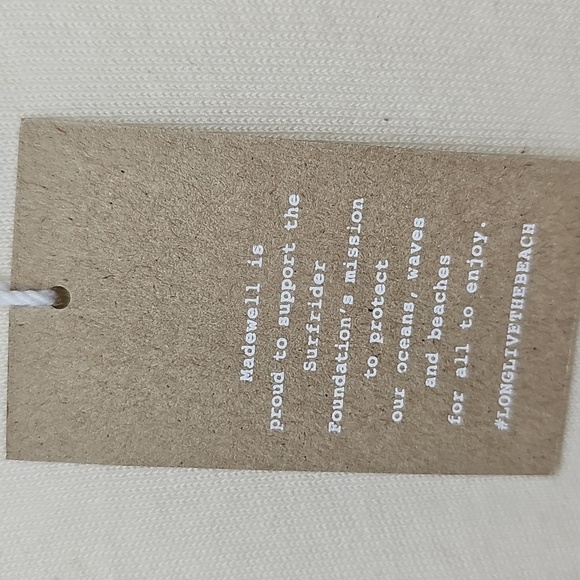 Madewell is
proud to support the
Surfrider
Foundation's mission
to protect
our oceans, waves
and beaches
for all to enjoy.
#LONGLIVETHEBEACH